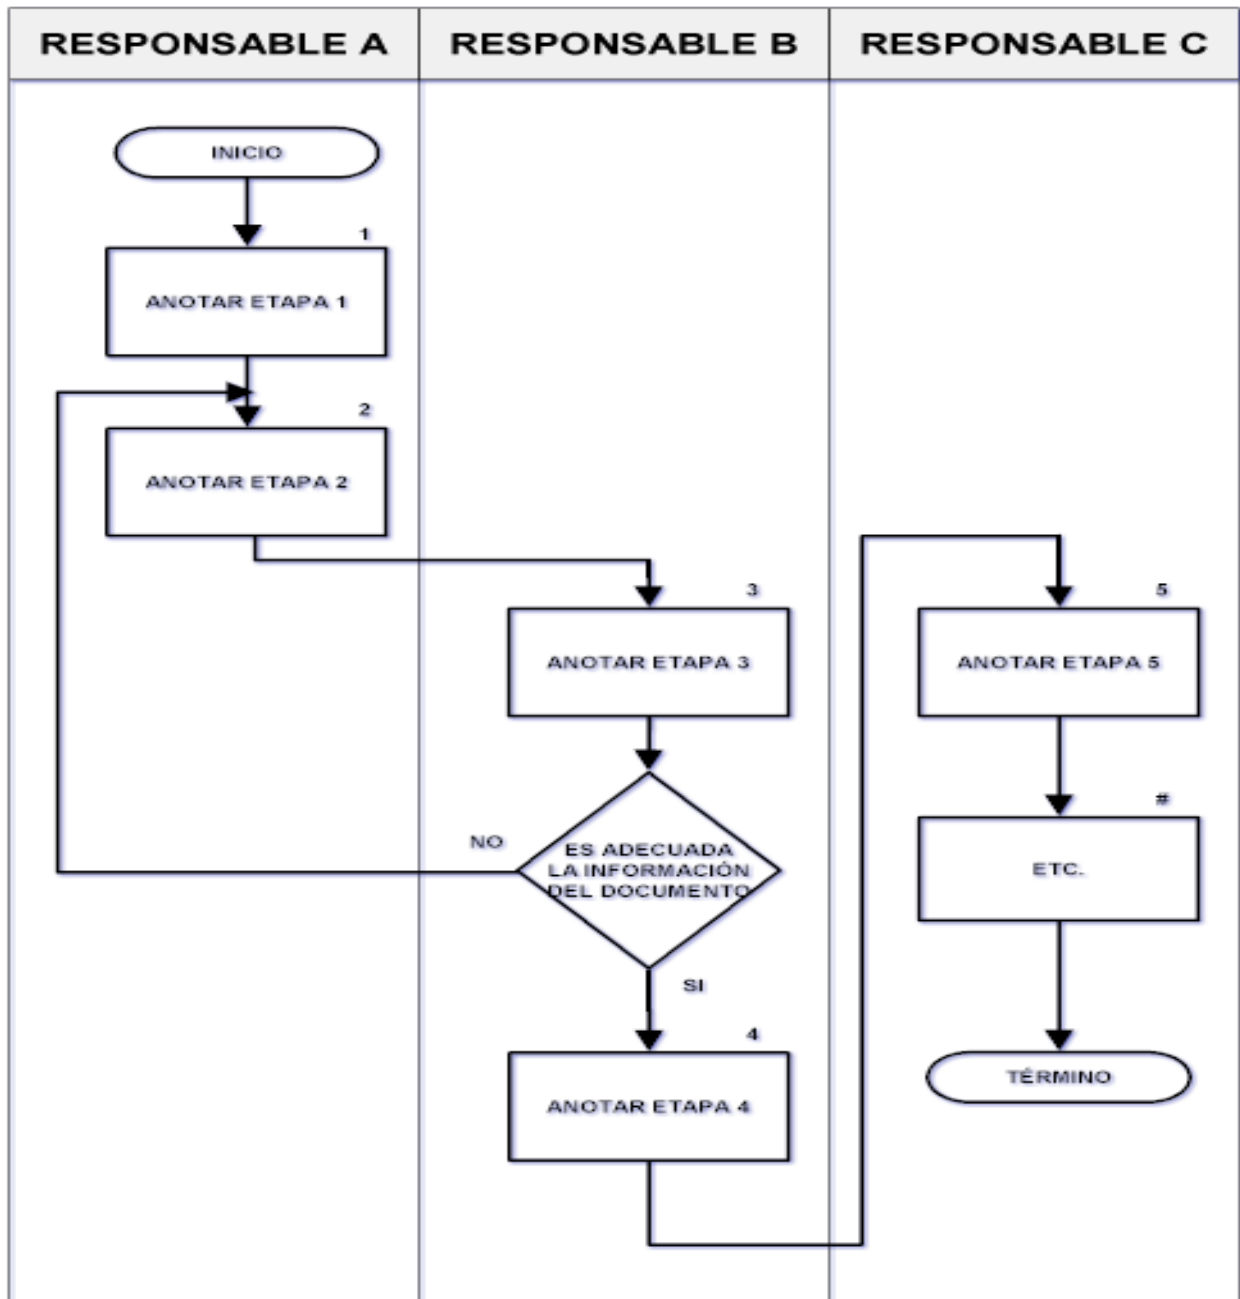 RESPONSABLE A
RESPONSABLE B
RESPONSABLE C
INICIO
1
ANOTAR ETAPA 1
2
ANOTAR ETAPA 2
3
ANOTAR ETAPA 3
NO
ES ADECUADA
LA INFORMACIÓN
DEL DOCUMENTO
SI
4
ANOTAR ETAPA 4
5
ANOTAR ETAPA 5
#
ETC.
TÉRMINO